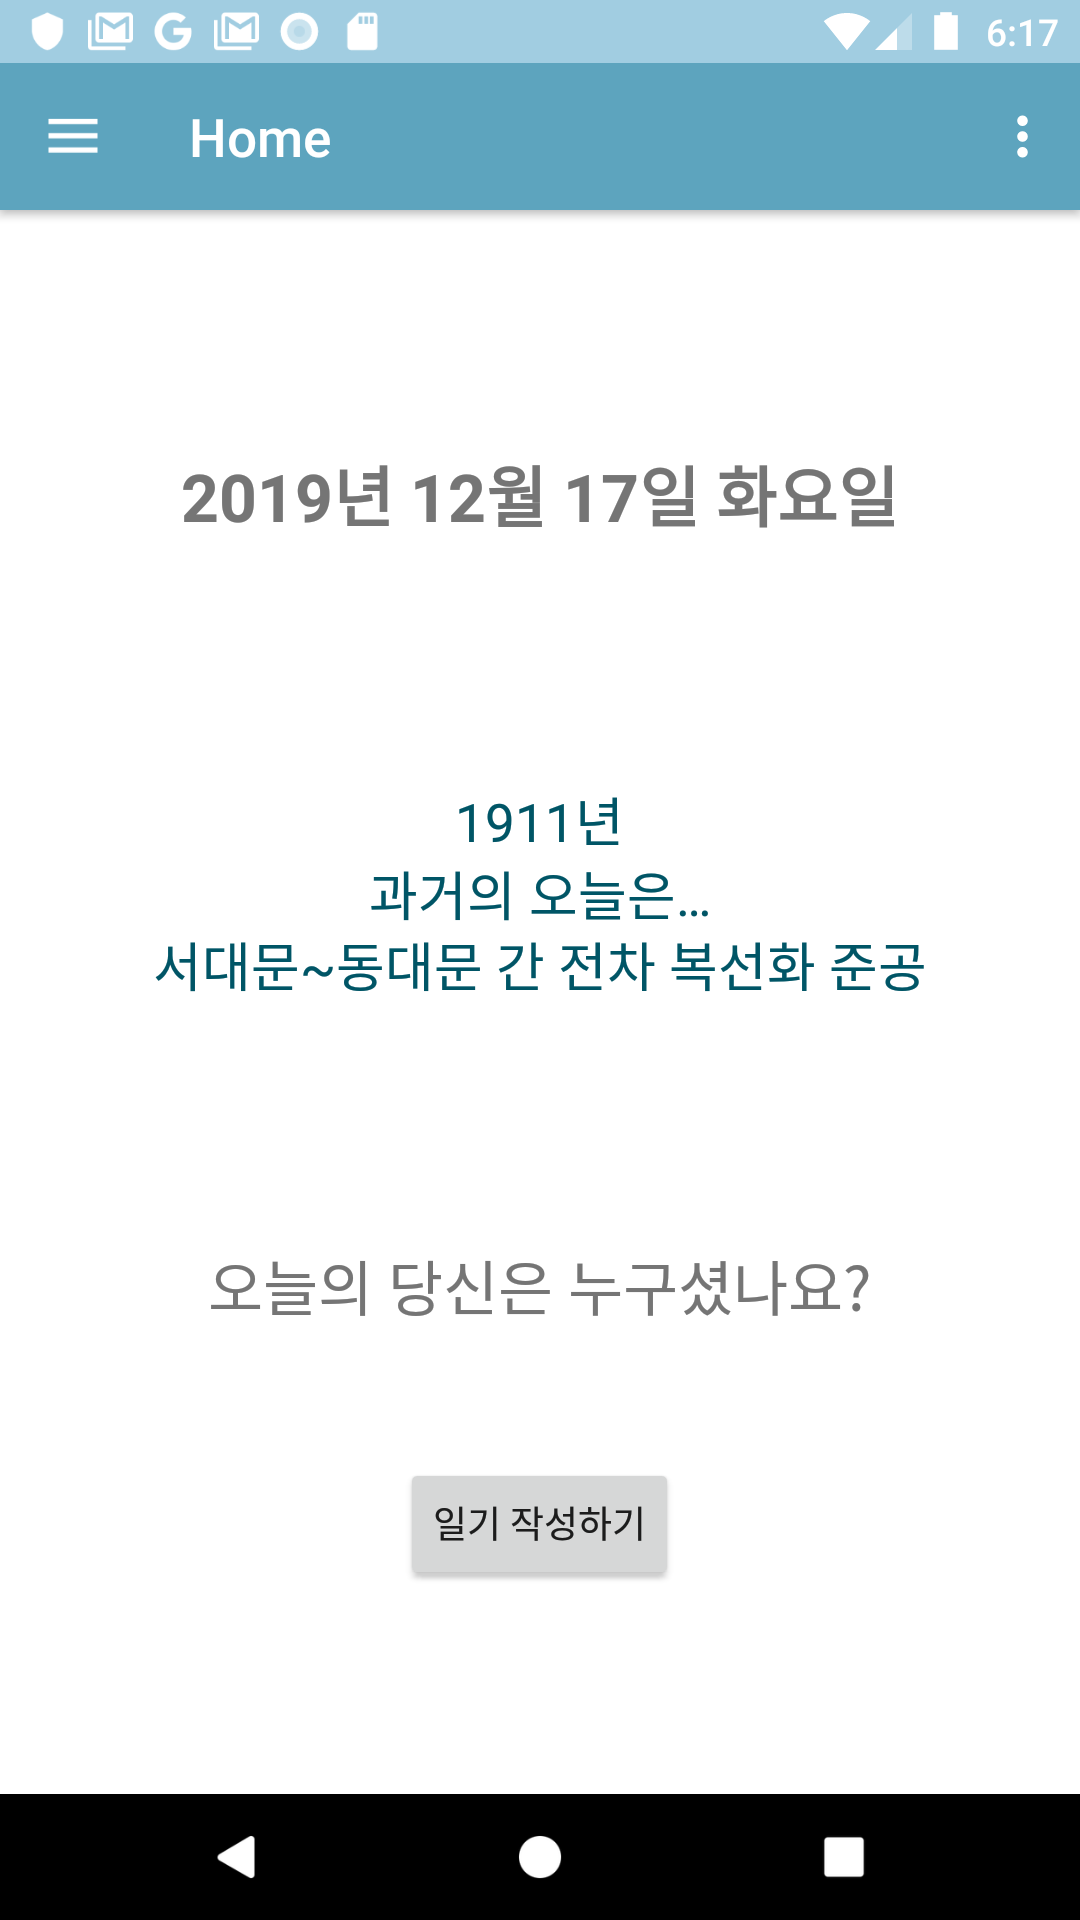 6:17
Home
2019년 12월 17일 화요일
1911년
과거의 오늘은...
서대문~동대문 간 전차 복선화 준공
오늘의 당신은 누구셨나요?
일기 작성하기